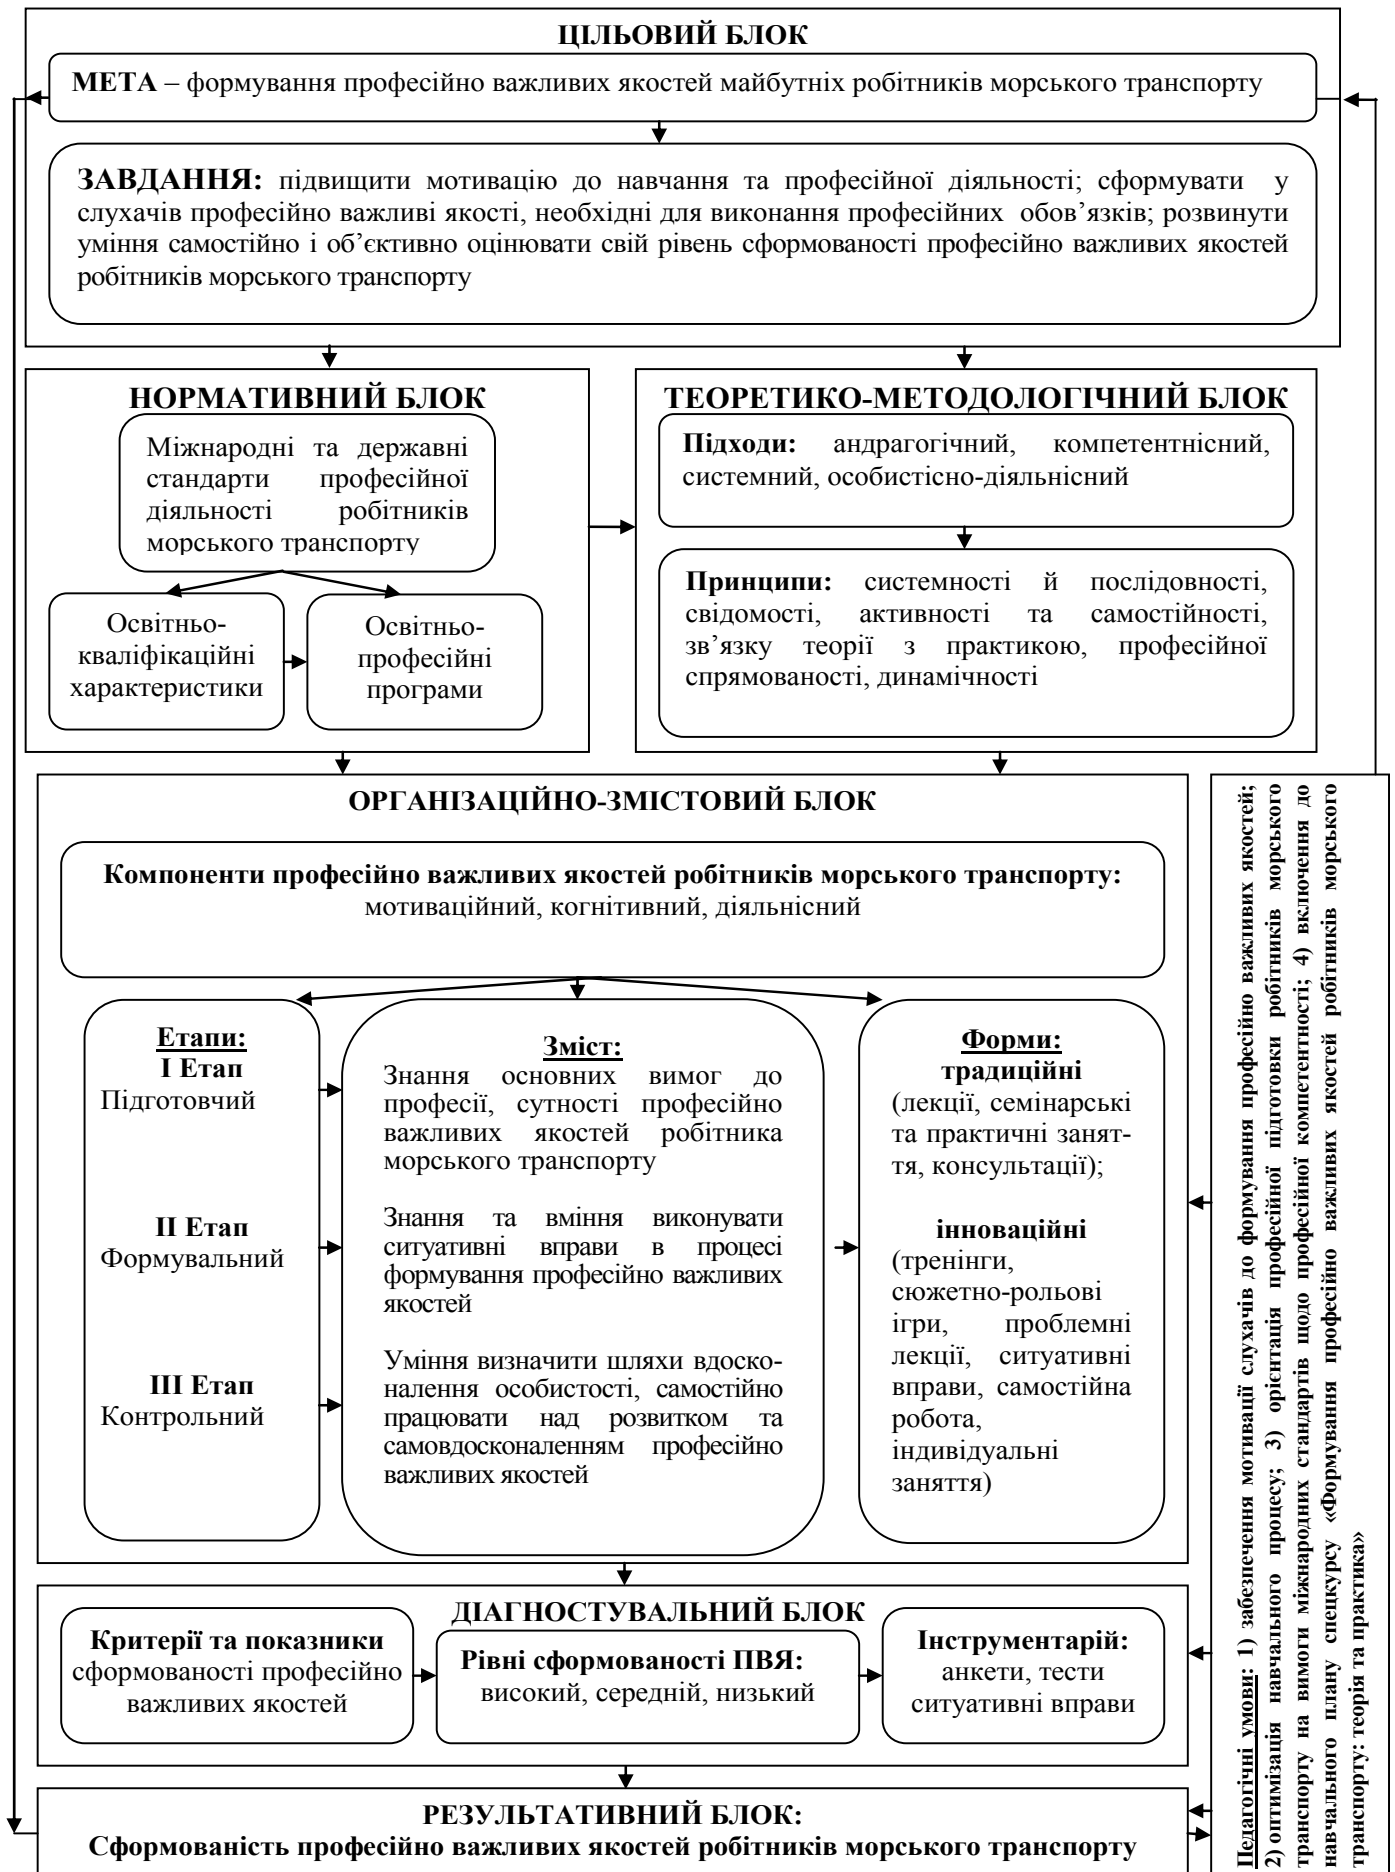 ЦІЛЬОВИЙ БЛОК
МЕТА – формування професійно важливих якостей майбутніх робітників морського транспорту
ЗАВДАННЯ: підвищити мотивацію до навчання та професійної діяльності; сформувати у
слухачів професійно важливі якості, необхідні для виконання професійних обов’язків; розвинути
уміння самостійно і об’єктивно оцінювати свій рівень сформованості професійно важливих якостей
робітників морського транспорту
НОРМАТИВНИЙ БЛОК
Міжнародні та державні
стандарти професійної
діяльності робітників
морського транспорту
Освітньо-
кваліфікаційні
характеристики
Освітньо-
професійні
програми
ТЕОРЕТИКО-МЕТОДОЛОГІЧНИЙ БЛОК
Підходи: андрагогічний, компетентнісний,
системний, особистісно-діяльнісний
Принципи: системності й послідовності,
свідомості, активності та самостійності,
зв’язку теорії з практикою, професійної
спрямованості, динамічності
ОРГАНІЗАЦІЙНО-ЗМІСТОВИЙ БЛОК
Компоненти професійно важливих якостей робітників морського транспорту:
мотиваційний, когнітивний, діяльнісний
Етапи:
І Етап
Підготовчий
ІІ Етап
Формувальний
ІІІ Етап
Контрольний
Зміст:
Знання основних вимог до
професії, сутності професійно
важливих якостей робітника
морського транспорту
Знання та вміння виконувати
ситуативні вправи в процесі
формування професійно важливих
якостей
Уміння визначити шляхи вдоско-
налення особистості, самостійно
працювати над розвитком та
самовдосконаленням професійно
важливих якостей
Форми:
традиційні
(лекції, семінарські
та практичні занят-
тя, консультації);
інноваційні
(тренінги,
сюжетно-рольові
ігри, проблемні
лекції, ситуативні
вправи, самостійна
робота,
індивідуальні
заняття)
ДІАГНОСТУВАЛЬНИЙ БЛОК
Критерії та показники
сформованості професійно
важливих якостей
Рівні сформованості ПВЯ:
високий, середній, низький
Інструментарій:
анкети, тести
ситуативні вправи
РЕЗУЛЬТАТИВНИЙ БЛОК:
Сформованість професійно важливих якостей робітників морського транспорту
Педагогічні умови: 1) забезпечення мотивації слухачів до формування професійно важливих якостей;
2) оптимізація навчального процесу; 3) орієнтація професійної підготовки робітників морського
транспорту на вимоги міжнародних стандартів щодо професійної компетентності; 4) включення до
навчального плану спецкурсу «Формування професійно важливих якостей робітників морського
транспорту: теорія та практика»